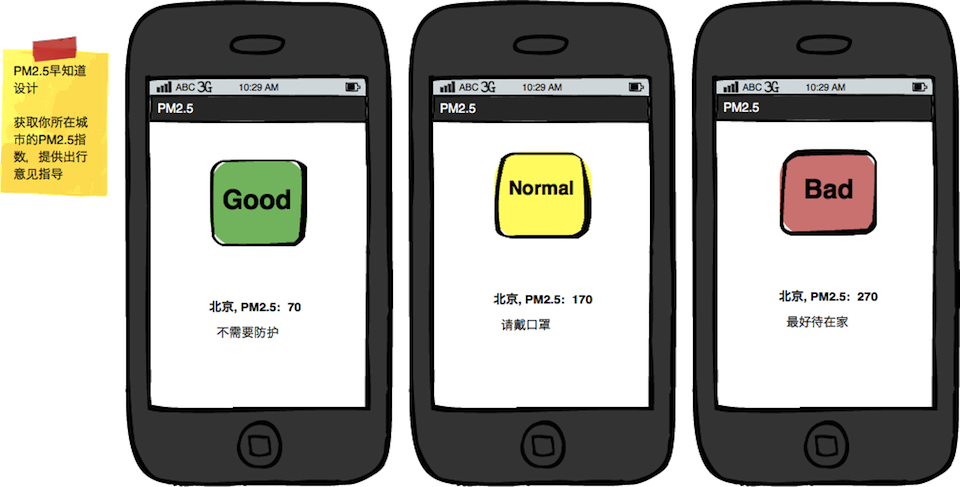 PM2.5早知道
设计
获取你所在城
市的PM2.5指
数，提供出行
意见指导
ABC 3G 10:29 AM
PM2.5
Good
北京, PM2.5: 70
不需要防护
ABC 3G 10:29 AM
PM2.5
Normal
北京, PM2.5: 170
请戴口罩
ABC 3G 10:29 AM
PM2.5
Bad
北京, PM2.5: 270
最好待在家